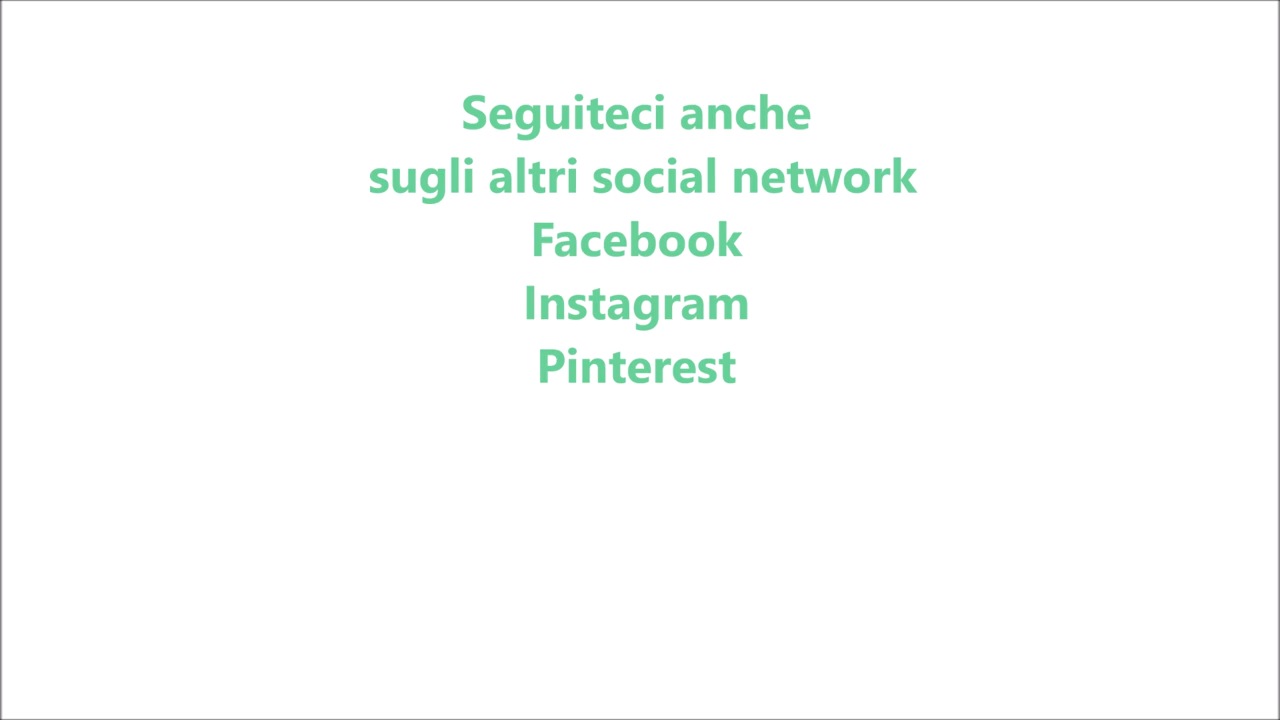 Seguiteci anche
sugli altri social network
Facebook
Instagram
Pinterest